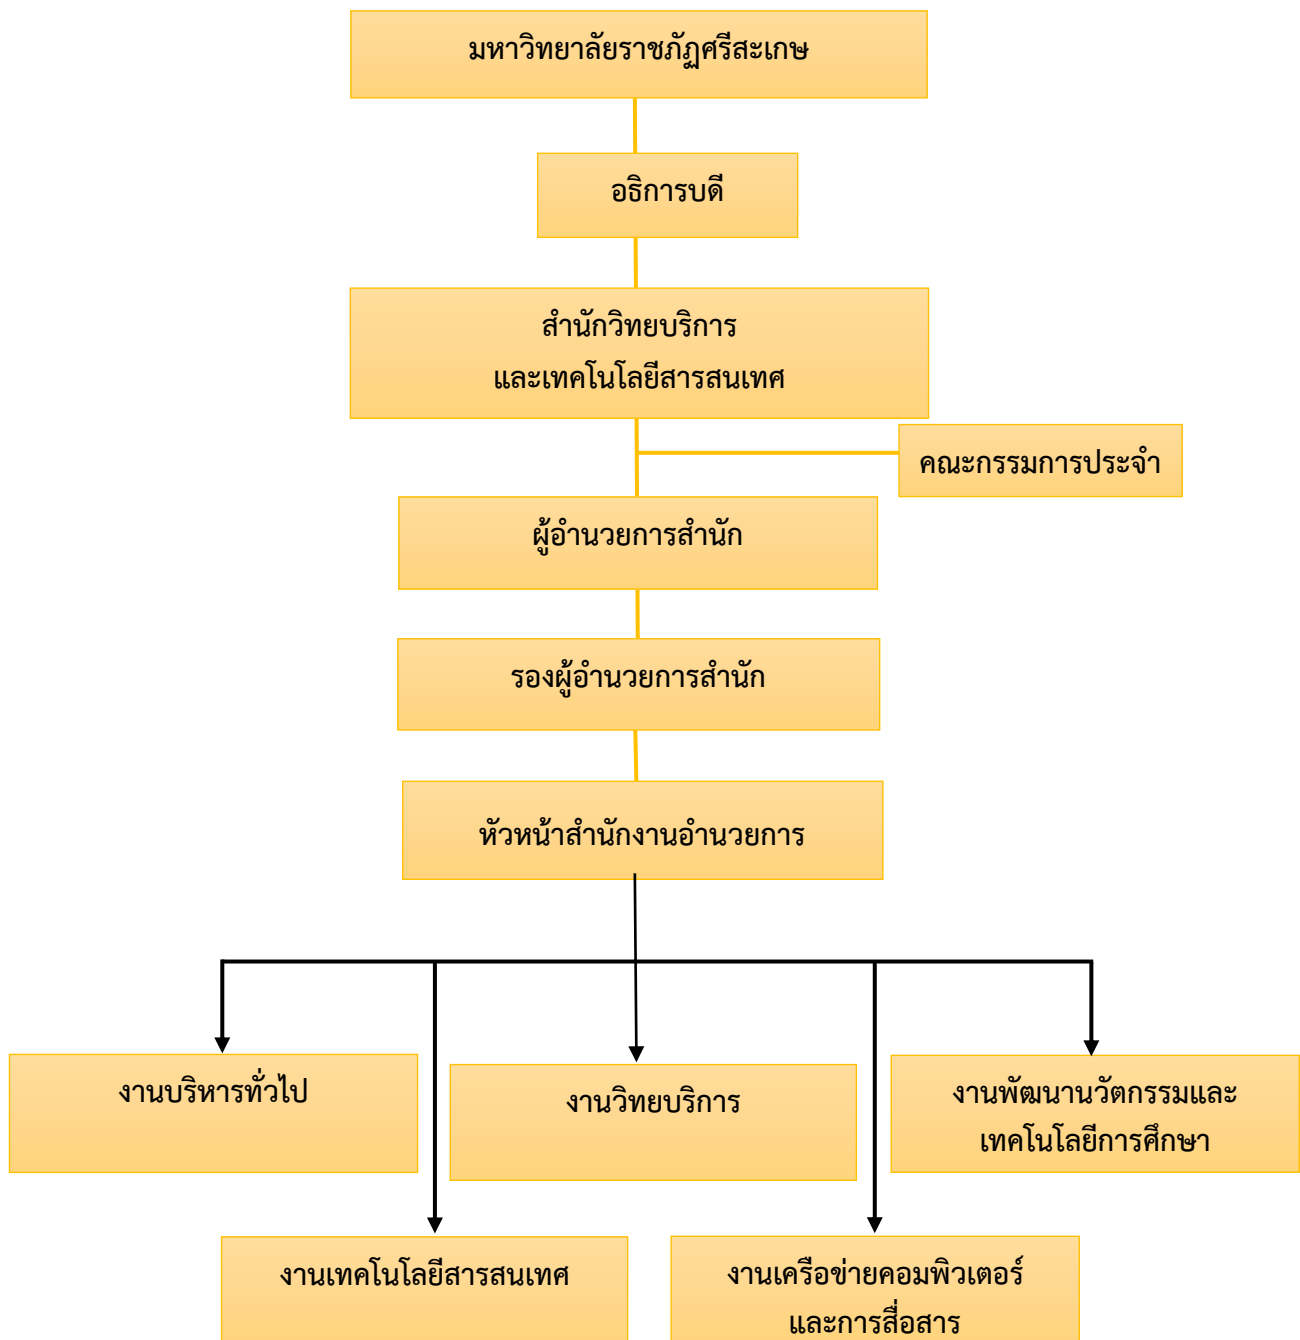 มหาวิทยาลัยราชภัฏศรีสะเกษ
อธิการบดี
สำนักวิทยบริการ
และเทคโนโลยีสารสนเทศ
คณะกรรมการประจำ
ผู้อำนวยการสำนัก
รองผู้อำนวยการสำนัก
หัวหน้าสำนักงานอำนวยการ
งานบริหารทั่วไป
งานวิทยบริการ
งานพัฒนานวัตกรรมและ
เทคโนโลยีการศึกษา
งานเทคโนโลยีสารสนเทศ
งานเครือข่ายคอมพิวเตอร์
และการสื่อสาร